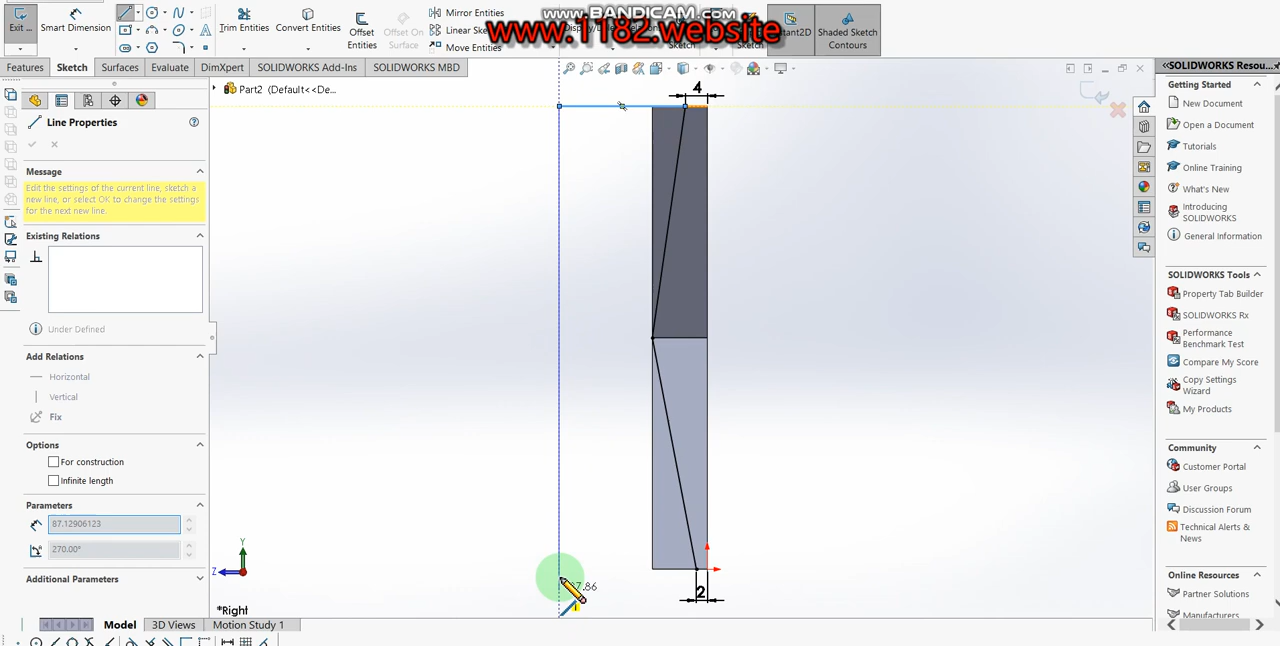 www.BANDICAM.com
www.1182.website
Exit ...
Trim Entities
Convert Entities
Offset
Entities
Offset On
Surface
Mirror Entities
Linear Sk
Move Entities
Sketch
Sketch
Shaded Sketch
Contours
Features
Sketch
Surfaces
Evaluate
DimXpert
SOLIDWORKS Add-Ins
SOLIDWORKS MBD
Part2 (Default<<De...
Line Properties
Message
Edit the settings of the current line, sketch a
new line, or select OK to change the settings
for the next new line.
Existing Relations
Under Defined
Add Relations
Horizontal
Vertical
Fix
Options
For construction
Infinite length
Parameters
87.12906123
270.00°
Additional Parameters
4
2
Y
Z
*Right
Model
3D Views
Motion Study 1
SOLIDWORKS Resou...
Getting Started
New Document
Open a Document
Tutorials
Online Training
What's New
Introducing
SOLIDWORKS
General Information
SOLIDWORKS Tools
Property Tab Builder
SOLIDWORKS Rx
Performance
Benchmark Test
Compare My Score
Copy Settings
Wizard
My Products
Community
Customer Portal
User Groups
Discussion Forum
Technical Alerts &
News
Online Resources
Partner Solutions
Manufacturers